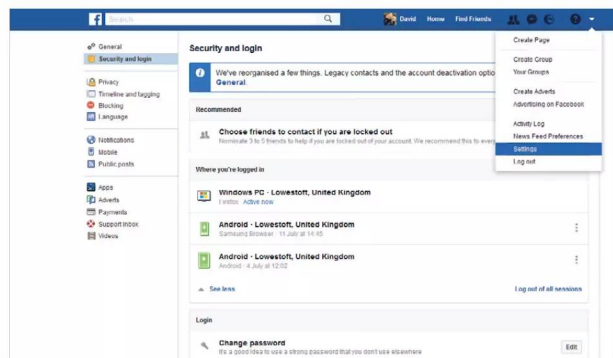 Search
David Home Find Friends
General
Security and login
Privacy
Timeline and tagging
Blocking
Language
Notifications
Mobile
Public posts
Apps
Adverts
Payments
Support Inbox
Videos
Security and login
We've reorganised a few things. Legacy contacts and the account deactivation optio
General.
Recommended
Choose friends to contact if you are locked out
Nominate 3 to 5 friends to help if you are locked out of your account. We recommend this to every
Where you're logged in
Windows PC · Lowestoft, United Kingdom
Firefox · Active now
Android · Lowestoft, United Kingdom
Samsung Browser · 11 July at 14:45
Android · Lowestoft, United Kingdom
Android · 4 July at 12:02
See less
Log out of all sessions
Login
Change password
It's a good idea to use a strong password that you don't use elsewhere
Edit
Create Page
Create Group
Your Groups
Create Adverts
Advertising on Facebook
Activity Log
News Feed Preferences
Settings
Log out